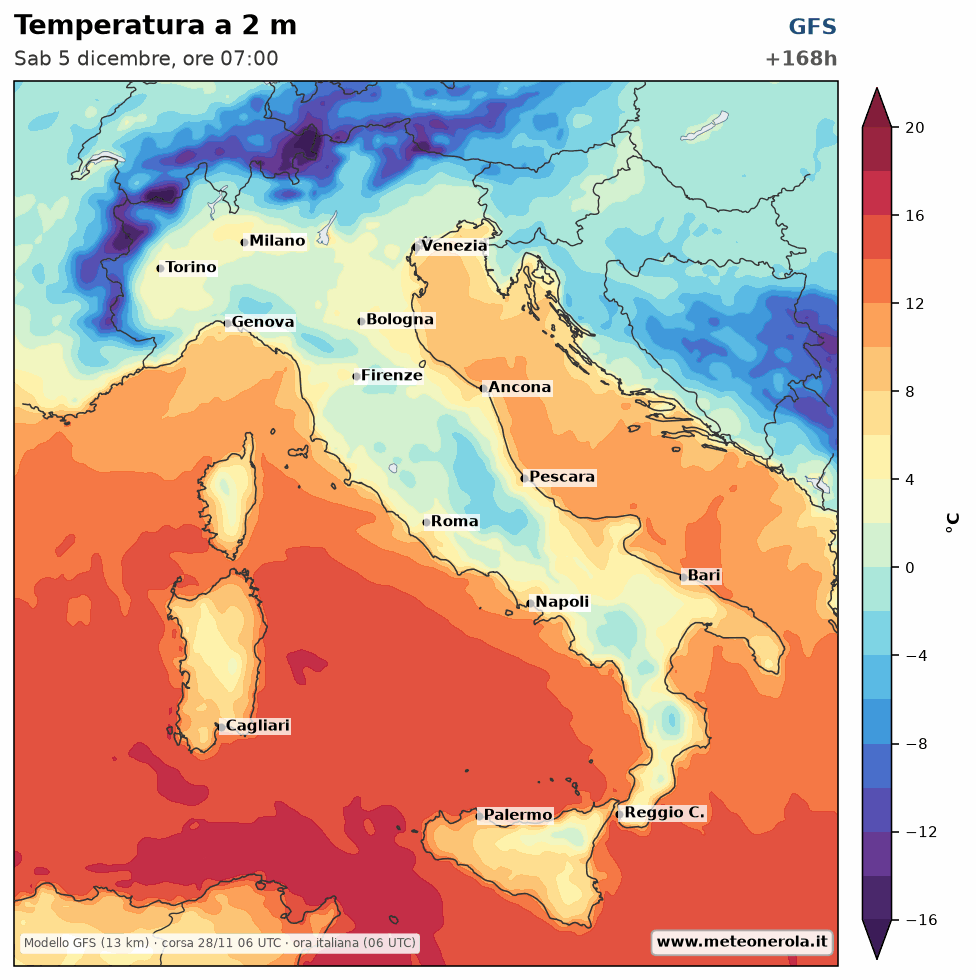 Temperatura a 2 m
GFS
Sab 5 dicembre, ore 07:00
+168h
Milano
Venezia
Torino
Genova
Bologna
Firenze
Ancona
Pescara
Roma
Bari
Napoli
Cagliari
Palermo
Reggio C.
20
16
12
8
4
0
−4
−8
−12
−16
°C
Modello GFS (13 km) · corsa 28/11 06 UTC · ora italiana (06 UTC)
www.meteonerola.it